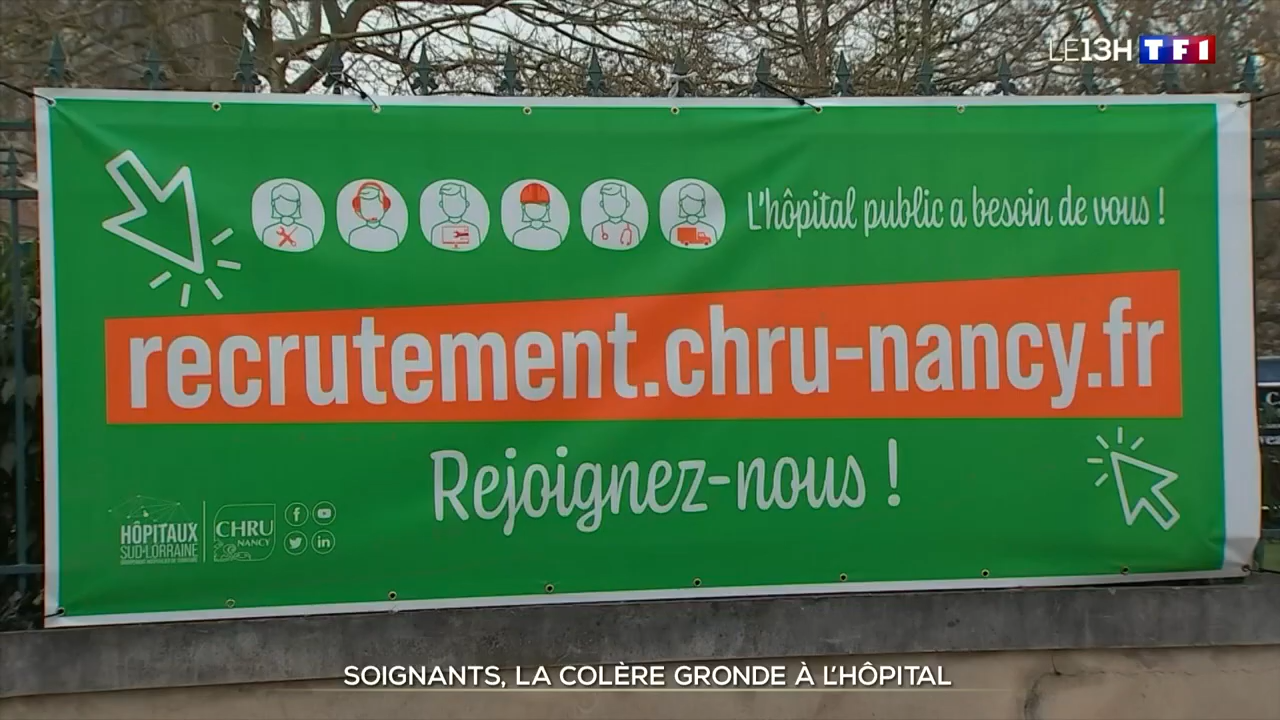 LE13H TF1
L'hôpital public a besoin de vous !
recrutement.chru-nancy.fr
Rejoignez-nous !
HÔPITAUX
SUD-LORRAINE
CHRU
NANCY
SOIGNANTS, LA COLÈRE GRONDE À L'HÔPITAL